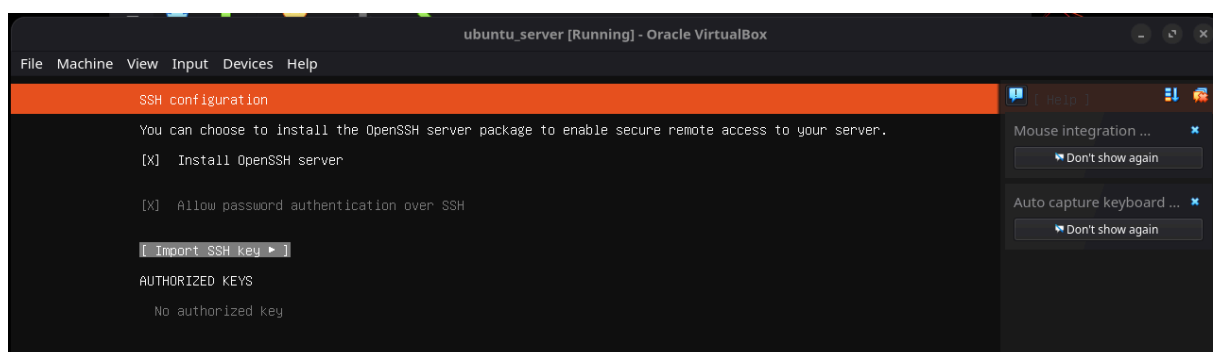 ubuntu_server [Running] - Oracle VirtualBox
File Machine View Input Devices Help
SSH configuration
[ Help ]
You can choose to install the OpenSSH server package to enable secure remote access to your server.
[X] Install OpenSSH server
[X] Allow password authentication over SSH
[ Import SSH key ▸ ]
AUTHORIZED KEYS
No authorized key
Mouse integration ...
Don't show again
Auto capture keyboard ...
Don't show again